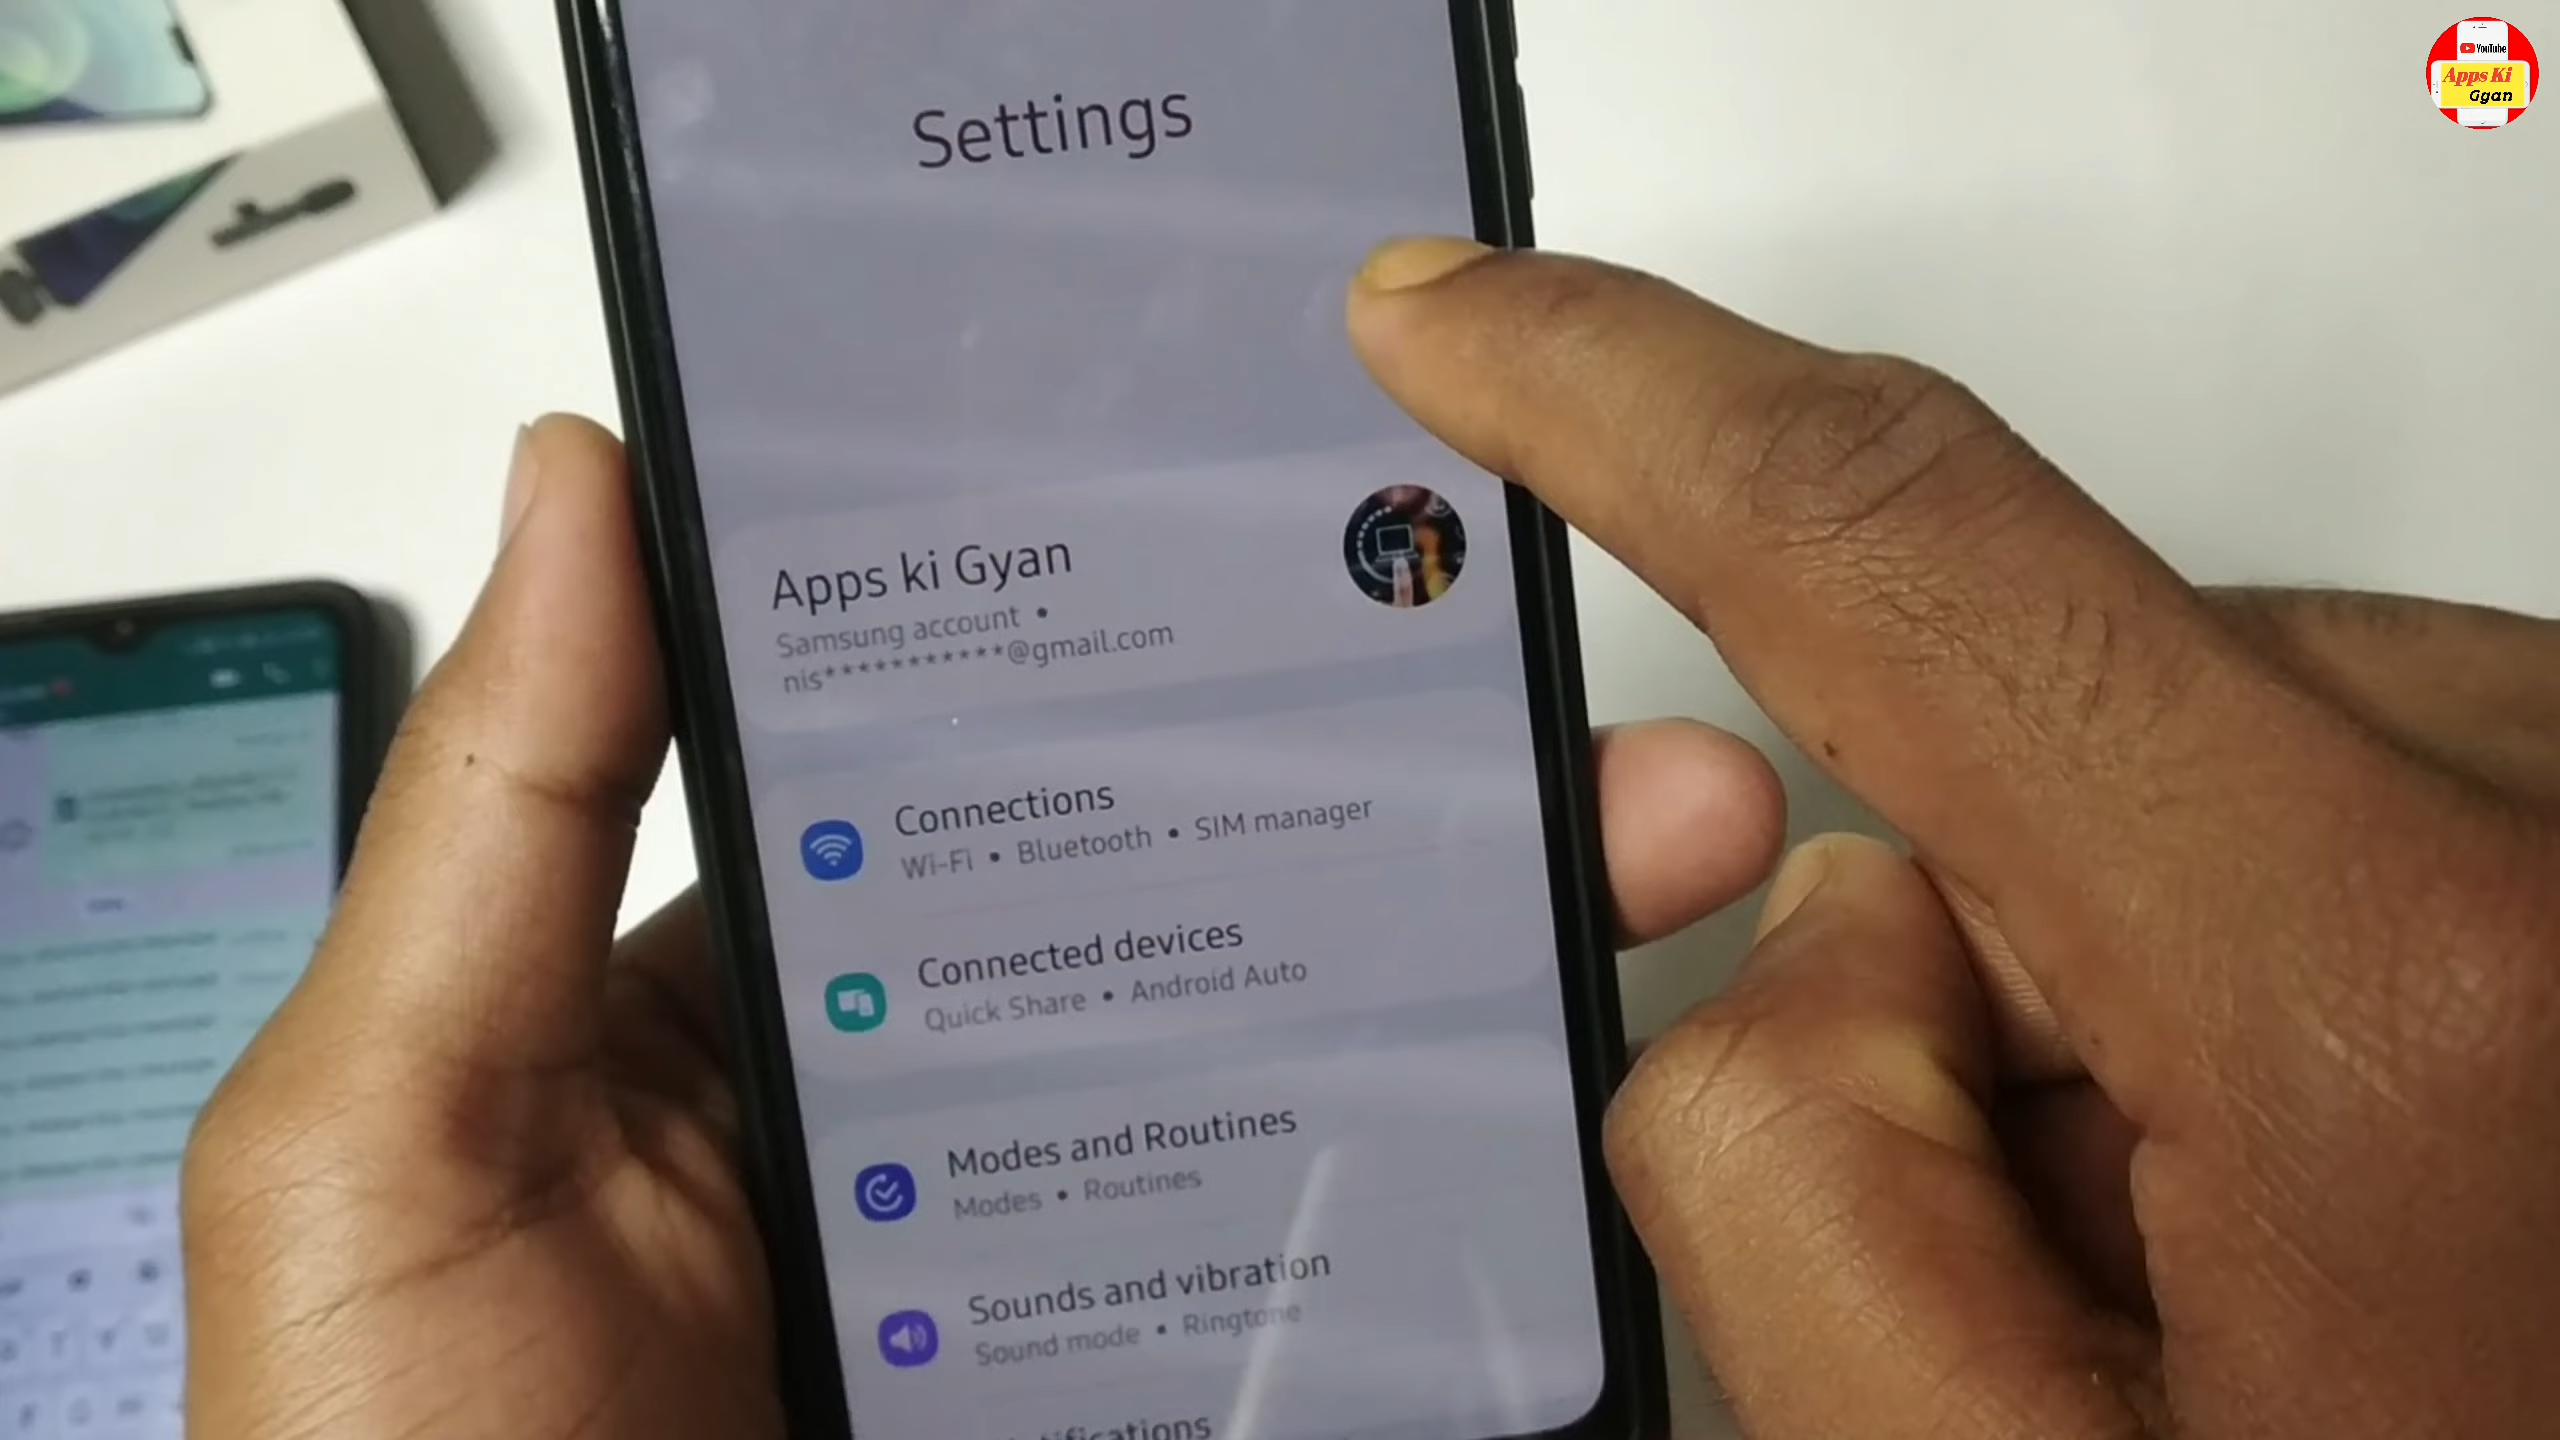 YouTube
Apps Ki
Ggan
Settings
Apps ki Gyan
Samsung account •
nis***********@gmail.com
Connections
Wi-Fi • Bluetooth • SIM manager
Connected devices
Quick Share • Android Auto
Modes and Routines
Modes • Routines
Sounds and vibration
Sound mode • Ringtone
Notifications